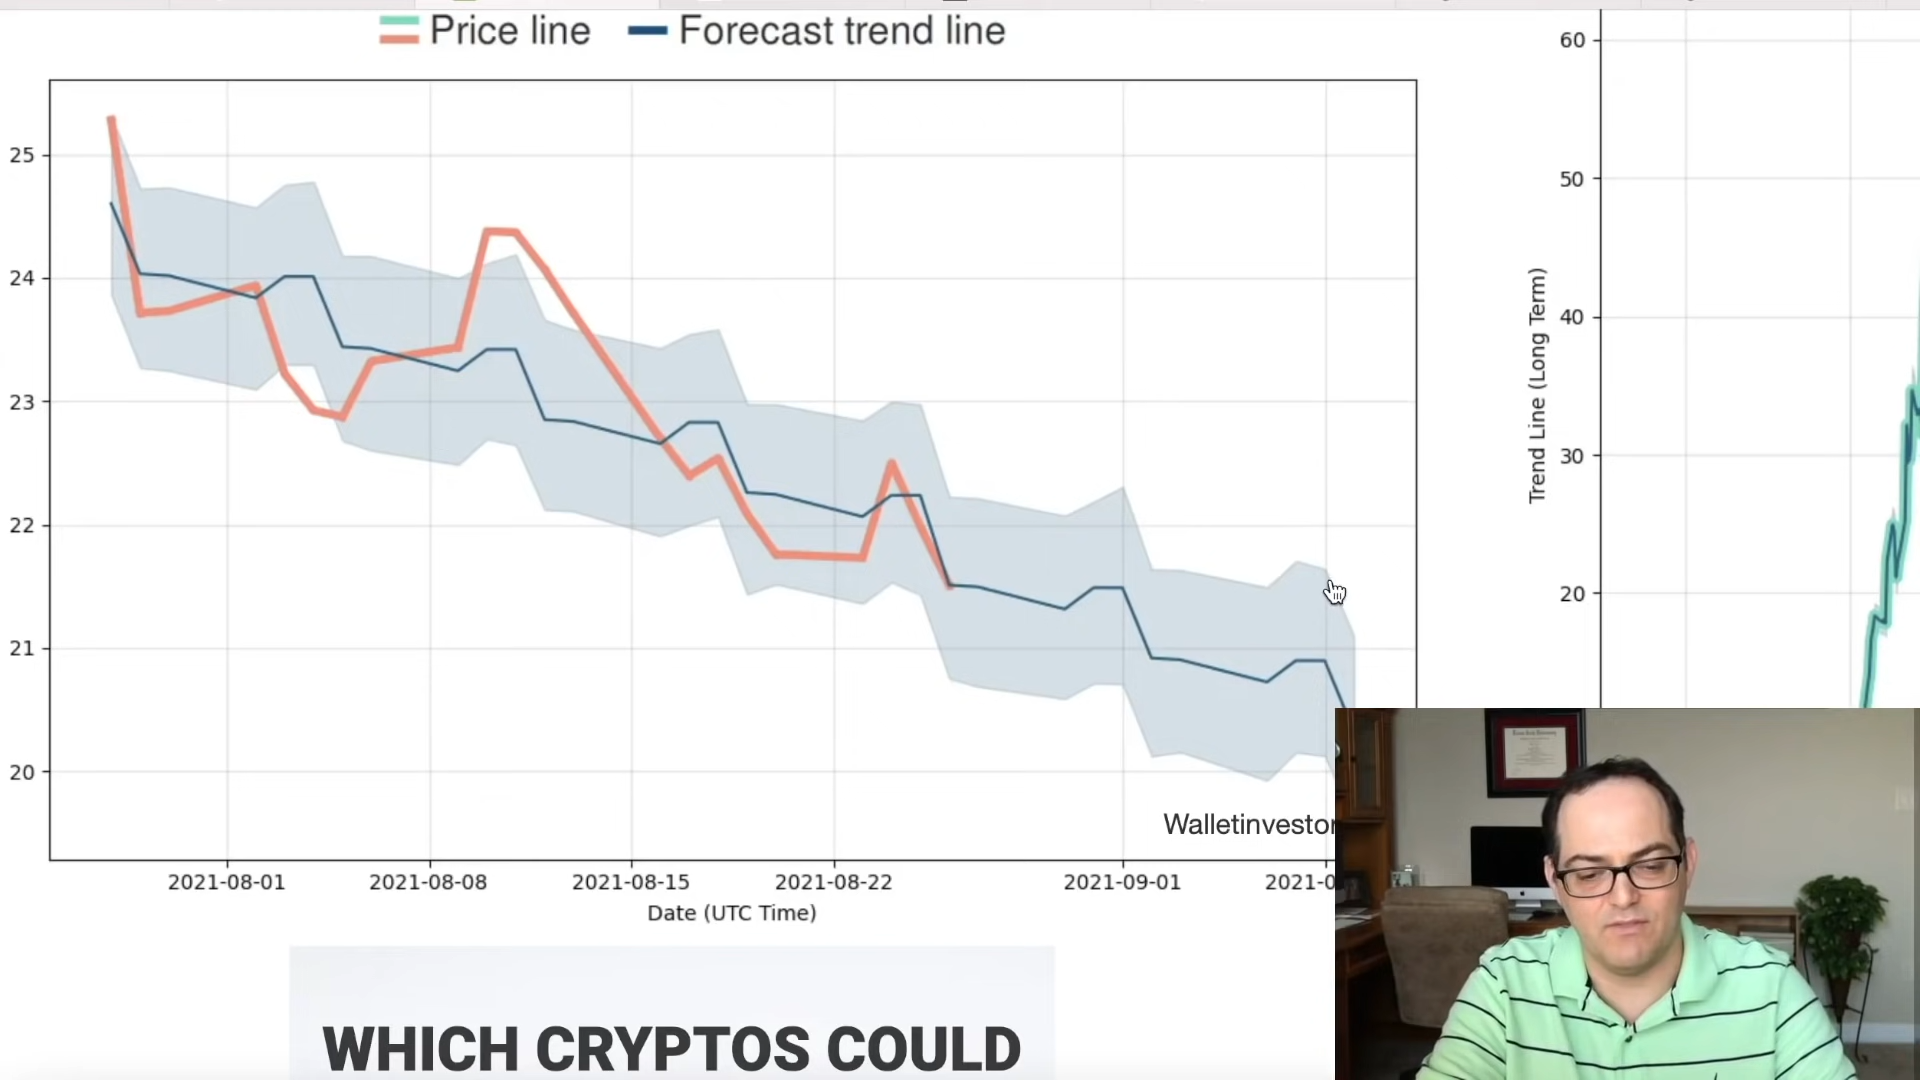 Price line
Forecast trend line
25
24
23
22
21
20
2021-08-01
2021-08-08
2021-08-15
2021-08-22
2021-09-01
2021-0
Date (UTC Time)
Walletinvestor
WHICH CRYPTOS COULD
60
50
40
30
20
Trend Line (Long Term)